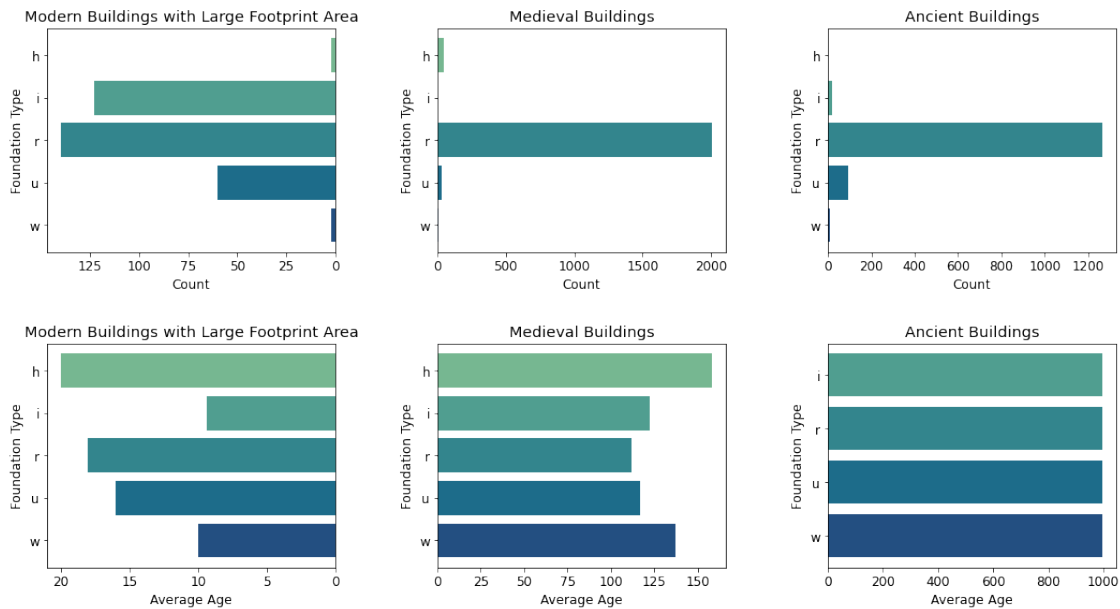 Modern Buildings with Large Footprint Area
Foundation Type
h
i
r
u
w
125 100 75 50 25 0
Count
Medieval Buildings
Foundation Type
h
i
r
u
w
0 500 1000 1500 2000
Count
Ancient Buildings
Foundation Type
h
i
r
u
w
0 200 400 600 800 1000 1200
Count
Modern Buildings with Large Footprint Area
Foundation Type
h
i
r
u
w
20 15 10 5 0
Average Age
Medieval Buildings
Foundation Type
h
i
r
u
w
0 25 50 75 100 125 150
Average Age
Ancient Buildings
Foundation Type
i
r
u
w
0 200 400 600 800 1000
Average Age